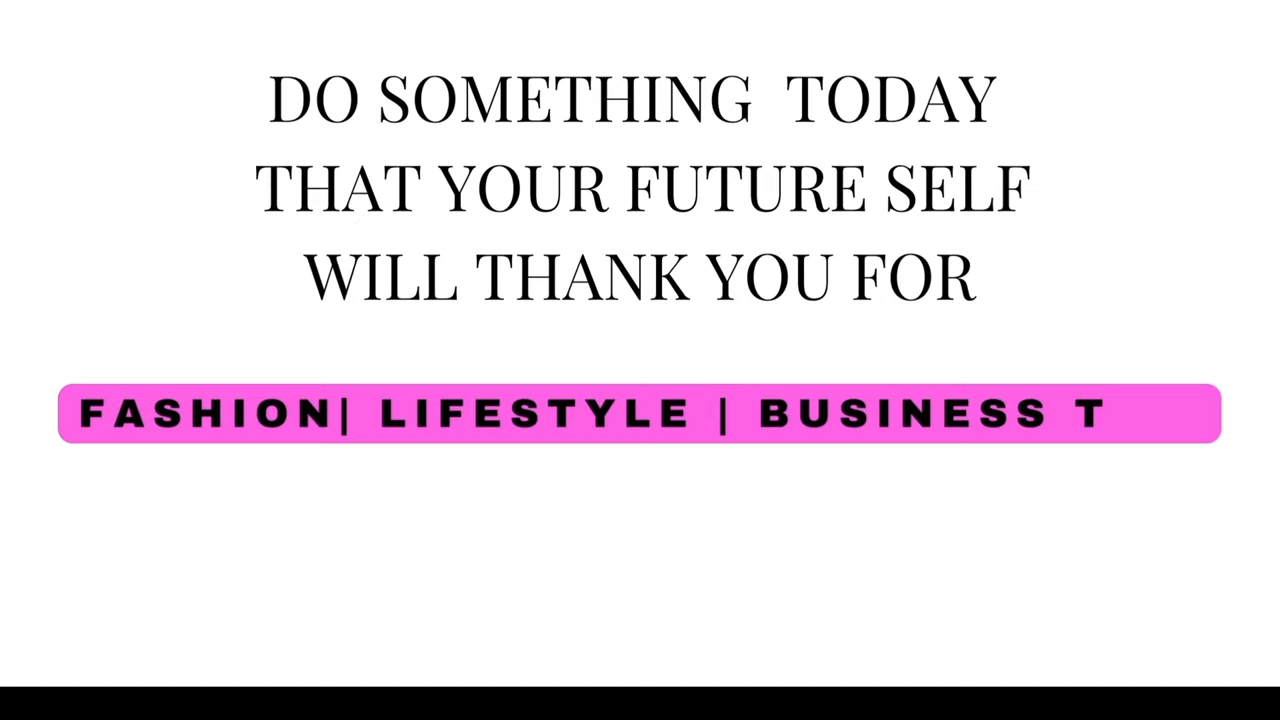 DO SOMETHING  TODAY
THAT YOUR FUTURE SELF
WILL THANK YOU FOR
FASHION| LIFESTYLE | BUSINESS T